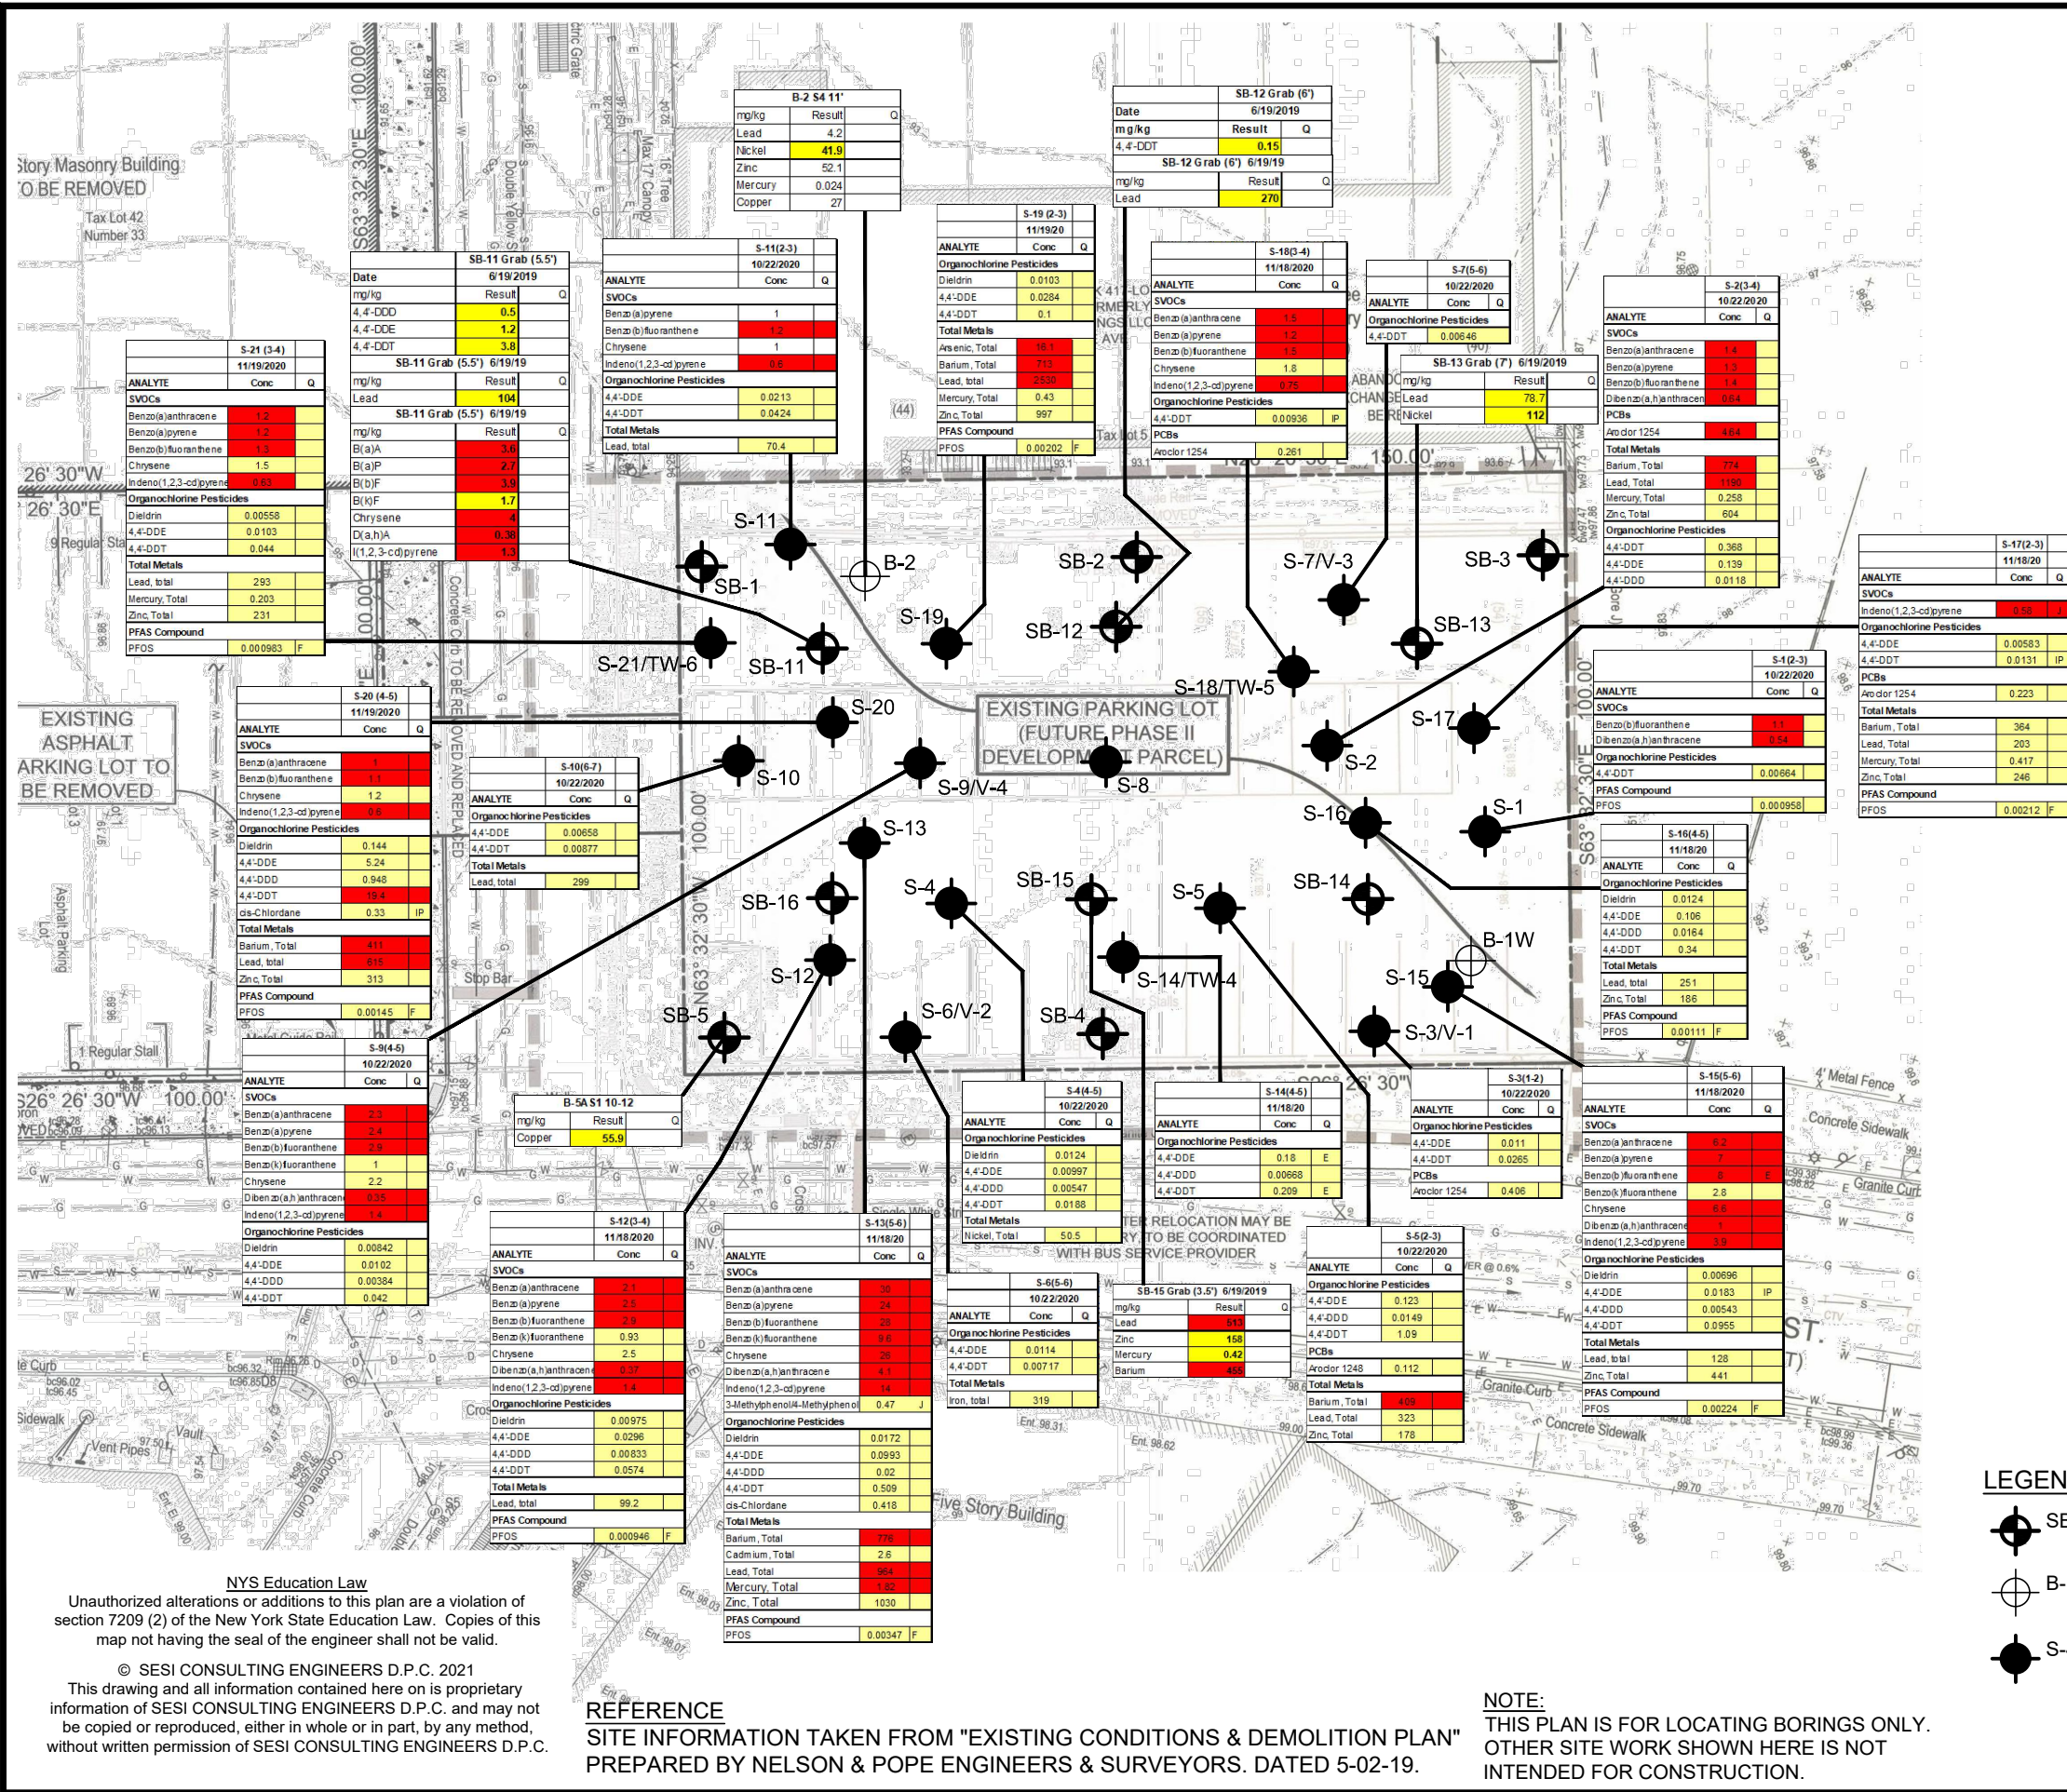 B-2 S4 11'
mg/kg Result Q
Lead 4.2
Nickel 41.9
Zinc 52.1
Mercury 0.024
Copper 27
SB-12 Grab (6')
Date 6/19/2019
mg/kg Result Q
4,4'-DDT 0.15
SB-12 Grab (6') 6/19/19
mg/kg Result Q
Lead 270
Story Masonry Building
TO BE REMOVED
Tax Lot 42
Number 33
S63° 32' 30"E 100.00'
Max 17' Canopy
16" Tree
SB-11 Grab (5.5')
Date 6/19/2019
mg/kg Result Q
4,4'-DDD 0.5
4,4'-DDE 1.2
4,4'-DDT 3.8
SB-11 Grab (5.5') 6/19/19
mg/kg Result Q
Lead 104
SB-11 Grab (5.5') 6/19/19
mg/kg Result Q
B(a)A 3.6
B(a)P 2.7
B(b)F 3.9
B(k)F 1.7
Chrysene 4
D(a,h)A 0.38
I(1,2,3-cd)pyrene 1.3
S-11(2-3)
10/22/2020
ANALYTE Conc Q
SVOCs
Benzo(a)pyrene 1
Benzo(b)fluoranthene 1.2
Chrysene 1
Indeno(1,2,3-cd)pyrene 0.6
Organochlorine Pesticides
4,4'-DDE 0.0213
4,4'-DDT 0.0424
Total Metals
Lead, total 70.4
S-19 (2-3)
11/19/20
ANALYTE Conc Q
Organochlorine Pesticides
Dieldrin 0.0103
4,4'-DDE 0.0284
4,4'-DDT 0.1
Total Metals
Arsenic, Total 16.1
Barium, Total 713
Lead, total 2530
Mercury, Total 0.43
Zinc, Total 997
PFAS Compound
PFOS 0.00202 F
S-18(3-4)
11/18/2020
ANALYTE Conc Q
SVOCs
Benzo(a)anthracene 1.5
Benzo(a)pyrene 1.2
Benzo(b)fluoranthene 1.5
Chrysene 1.8
Indeno(1,2,3-cd)pyrene 0.75
Organochlorine Pesticides
4,4'-DDT 0.00936 IP
PCBs
Aroclor 1254 0.261
S-7(5-6)
10/22/2020
ANALYTE Conc Q
Organochlorine Pesticides
4,4'-DDT 0.00646
SB-13 Grab (7') 6/19/2019
mg/kg Result Q
Lead 78.7
Nickel 112
S-2(3-4)
10/22/2020
ANALYTE Conc Q
SVOCs
Benzo(a)anthracene 1.4
Benzo(a)pyrene 1.3
Benzo(b)fluoranthene 1.4
Dibenzo(a,h)anthracen 0.64
PCBs
Aroclor 1254 4.64
Total Metals
Barium, Total 774
Lead, Total 1190
Mercury, Total 0.258
Zinc, Total 604
Organochlorine Pesticides
4,4'-DDT 0.368
4,4'-DDE 0.139
4,4'-DDD 0.0118
S-21 (3-4)
11/19/2020
ANALYTE Conc Q
SVOCs
Benzo(a)anthracene 1.2
Benzo(a)pyrene 1.2
Benzo(b)fluoranthene 1.3
Chrysene 1.5
Indeno(1,2,3-cd)pyrene 0.63
Organochlorine Pesticides
Dieldrin 0.00558
4,4'-DDE 0.0103
4,4'-DDT 0.044
Total Metals
Lead, total 293
Mercury, Total 0.203
Zinc, Total 231
PFAS Compound
PFOS 0.000983 F
S-17(2-3)
11/18/20
ANALYTE Conc Q
SVOCs
Indeno(1,2,3-cd)pyrene 0.58 J
Organochlorine Pesticides
4,4'-DDE 0.00583
4,4'-DDT 0.0131 IP
PCBs
Aroclor 1254 0.223
Total Metals
Barium, Total 364
Lead, Total 203
Mercury, Total 0.417
Zinc, Total 246
PFAS Compound
PFOS 0.00212 F
26' 30"W
26' 30"E
(44)
S-11
SB-1
B-2
SB-2
S-7/V-3
SB-3
S-21/TW-6
SB-11
S-19
SB-12
SB-13
S-18/TW-5
S-20
S-10
S-9/V-4
S-8
S-2
S-17
S-16
S-1
S-13
SB-16
S-4
SB-15
S-5
SB-14
B-1W
S-12
S-14/TW-4
S-15
SB-5
S-6/V-2
SB-4
S-3/V-1
EXISTING PARKING LOT
(FUTURE PHASE II
DEVELOPMENT PARCEL)
EXISTING
ASPHALT
ARKING LOT TO
BE REMOVED
S-1(2-3)
10/22/2020
ANALYTE Conc Q
SVOCs
Benzo(b)fluoranthene 1.1
Dibenzo(a,h)anthracene 0.54
Organochlorine Pesticides
4,4'-DDT 0.00664
PFAS Compound
PFOS 0.000958
S-20 (4-5)
11/19/2020
ANALYTE Conc Q
SVOCs
Benzo(a)anthracene 1
Benzo(b)fluoranthene 1.1
Chrysene 1.2
Indeno(1,2,3-cd)pyrene 0.6
Organochlorine Pesticides
Dieldrin 0.144
4,4'-DDE 5.24
4,4'-DDD 0.948
4,4'-DDT 19.4
cis-Chlordane 0.33 IP
Total Metals
Barium, Total 411
Lead, total 615
Zinc, Total 313
PFAS Compound
PFOS 0.00145 F
S-10(6-7)
10/22/2020
ANALYTE Conc Q
Organochlorine Pesticides
4,4'-DDE 0.00658
4,4'-DDT 0.00877
Total Metals
Lead, total 299
S-16(4-5)
11/18/20
ANALYTE Conc Q
Organochlorine Pesticides
Dieldrin 0.0124
4,4'-DDE 0.106
4,4'-DDD 0.0164
4,4'-DDT 0.34
Total Metals
Lead, total 251
Zinc, Total 186
PFAS Compound
PFOS 0.00111 F
N63° 32' 30"W 100.00'
Asphalt Parking
Lot
Stop Bar
1 Regular Stall
S26° 26' 30"W 100.00'
S-9(4-5)
10/22/2020
ANALYTE Conc Q
SVOCs
Benzo(a)anthracene 2.3
Benzo(a)pyrene 2.4
Benzo(b)fluoranthene 2.9
Benzo(k)fluoranthene 1
Chrysene 2.2
Dibenzo(a,h)anthracen 0.35
Indeno(1,2,3-cd)pyrene 1.4
Organochlorine Pesticides
Dieldrin 0.00842
4,4'-DDE 0.0102
4,4'-DDD 0.00384
4,4'-DDT 0.042
B-5A S1 10-12
mg/kg Result Q
Copper 55.9
S-4(4-5)
10/22/2020
ANALYTE Conc Q
Organochlorine Pesticides
Dieldrin 0.0124
4,4'-DDE 0.00997
4,4'-DDD 0.00547
4,4'-DDT 0.0188
Total Metals
Nickel, Total 50.5
S-14(4-5)
11/18/20
ANALYTE Conc Q
Organochlorine Pesticides
4,4'-DDE 0.18 E
4,4'-DDD 0.00668
4,4'-DDT 0.209 E
S-3(1-2)
10/22/2020
ANALYTE Conc Q
Organochlorine Pesticides
4,4'-DDE 0.011
4,4'-DDT 0.0265
PCBs
Aroclor 1254 0.406
S-15(5-6)
11/18/2020
ANALYTE Conc Q
SVOCs
Benzo(a)anthracene 6.2
Benzo(a)pyrene 7
Benzo(b)fluoranthene 8 E
Benzo(k)fluoranthene 2.8
Chrysene 6.6
Dibenzo(a,h)anthracene 1
Indeno(1,2,3-cd)pyrene 3.9
Organochlorine Pesticides
Dieldrin 0.00696
4,4'-DDE 0.0183 IP
4,4'-DDD 0.00543
4,4'-DDT 0.0955
Total Metals
Lead, total 128
Zinc, Total 441
PFAS Compound
PFOS 0.00224 F
4' Metal Fence
Concrete Sidewalk
Granite Curb
S-12(3-4)
11/18/2020
ANALYTE Conc Q
SVOCs
Benzo(a)anthracene 2.1
Benzo(a)pyrene 2.5
Benzo(b)fluoranthene 2.9
Benzo(k)fluoranthene 0.93
Chrysene 2.5
Dibenzo(a,h)anthracene 0.37
Indeno(1,2,3-cd)pyrene 1.4
Organochlorine Pesticides
Dieldrin 0.00975
4,4'-DDE 0.0296
4,4'-DDD 0.00833
4,4'-DDT 0.0574
Total Metals
Lead, total 99.2
PFAS Compound
PFOS 0.000946 F
S-13(5-6)
11/18/20
ANALYTE Conc Q
SVOCs
Benzo(a)anthracene 30
Benzo(a)pyrene 24
Benzo(b)fluoranthene 28
Benzo(k)fluoranthene 9.6
Chrysene 26
Dibenzo(a,h)anthracene 4.1
Indeno(1,2,3-cd)pyrene 14
3-Methylphenol/4-Methylphenol 0.47 J
Organochlorine Pesticides
Dieldrin 0.0172
4,4'-DDE 0.0993
4,4'-DDD 0.02
4,4'-DDT 0.509
cis-Chlordane 0.418
Total Metals
Barium, Total 776
Cadmium, Total 2.6
Lead, Total 964
Mercury, Total 1.82
Zinc, Total 1030
PFAS Compound
PFOS 0.00347 F
TER RELOCATION MAY BE
RY, TO BE COORDINATED
WITH BUS SERVICE PROVIDER
S-6(5-6)
10/22/2020
ANALYTE Conc Q
Organochlorine Pesticides
4,4'-DDE 0.0114
4,4'-DDT 0.00717
Total Metals
Iron, total 319
SB-15 Grab (3.5') 6/19/2019
mg/kg Result Q
Lead 513
Zinc 158
Mercury 0.42
Barium 455
S-5(2-3)
10/22/2020
ANALYTE Conc Q
Organochlorine Pesticides
4,4'-DDE 0.123
4,4'-DDD 0.0149
4,4'-DDT 1.09
PCBs
Aroclor 1248 0.112
Total Metals
Barium, Total 409
Lead, Total 323
Zinc, Total 178
ST.
Granite Curb
Concrete Sidewalk
Vault
Vent Pipes
Five Story Building
LEGEN
SB
B-
S-
NYS Education Law
Unauthorized alterations or additions to this plan are a violation of
section 7209 (2) of the New York State Education Law. Copies of this
map not having the seal of the engineer shall not be valid.
© SESI CONSULTING ENGINEERS D.P.C. 2021
This drawing and all information contained here on is proprietary
information of SESI CONSULTING ENGINEERS D.P.C. and may not
be copied or reproduced, either in whole or in part, by any method,
without written permission of SESI CONSULTING ENGINEERS D.P.C.
REFERENCE
SITE INFORMATION TAKEN FROM "EXISTING CONDITIONS & DEMOLITION PLAN"
PREPARED BY NELSON & POPE ENGINEERS & SURVEYORS. DATED 5-02-19.
NOTE:
THIS PLAN IS FOR LOCATING BORINGS ONLY.
OTHER SITE WORK SHOWN HERE IS NOT
INTENDED FOR CONSTRUCTION.